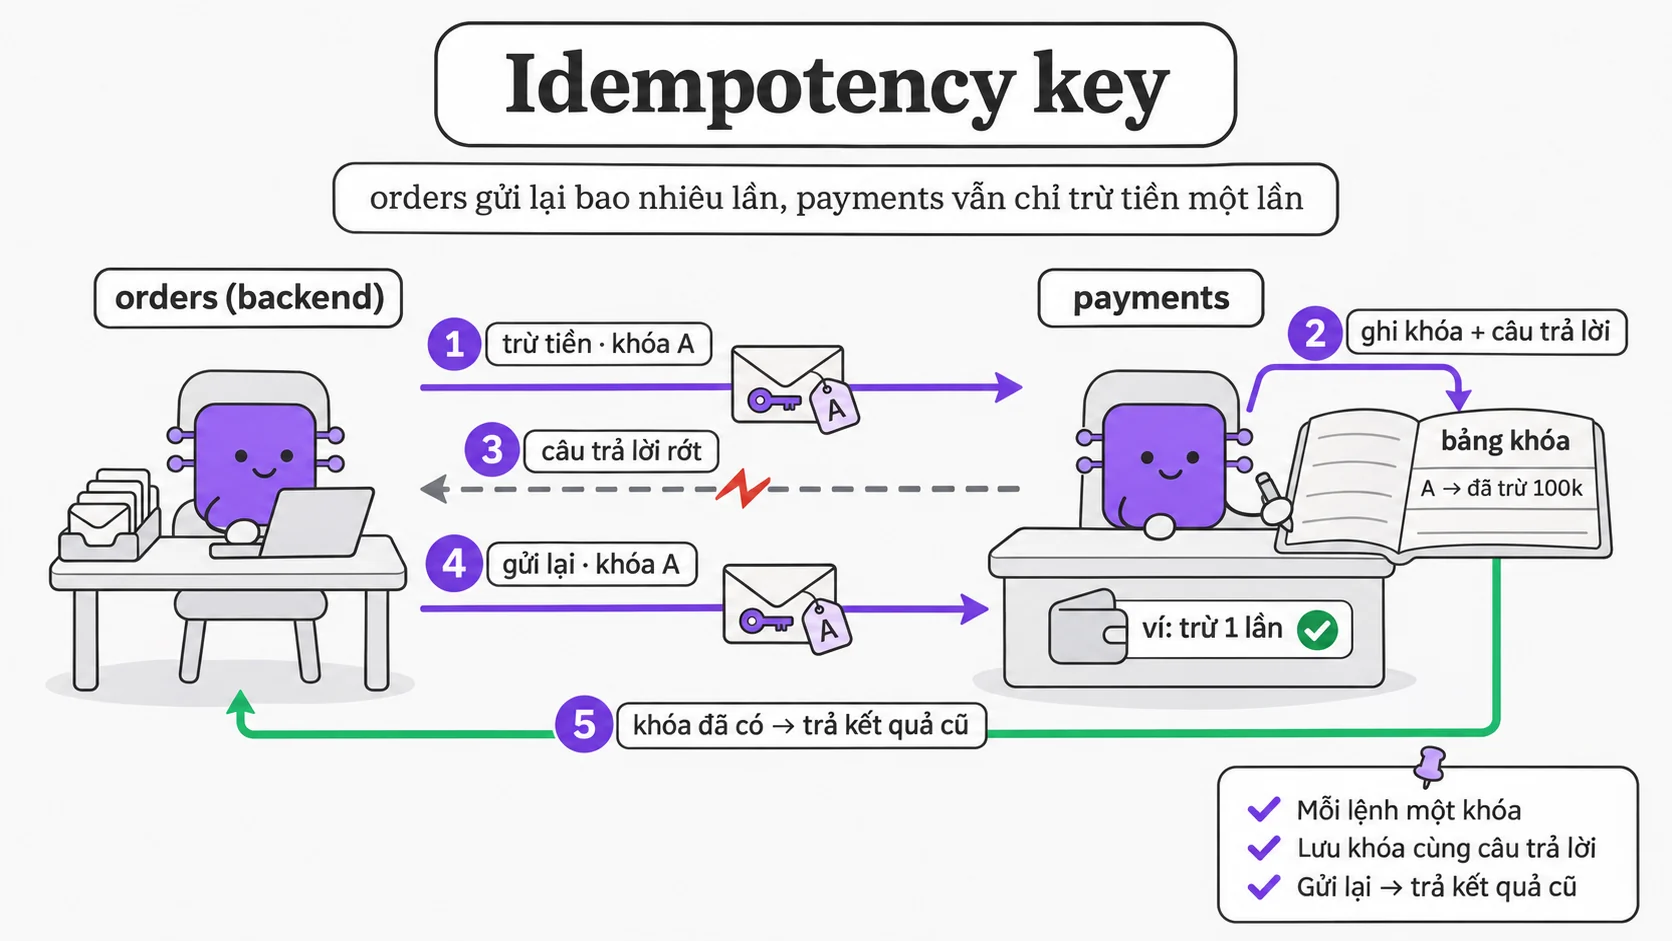 Idempotency key
orders gửi lại bao nhiêu lần, payments vẫn chỉ trừ tiền một lần
orders (backend)
payments
1 trừ tiền · khóa A
A
2 ghi khóa + câu trả lời
3 câu trả lời rớt
bảng khóa
A → đã trừ 100k
4 gửi lại · khóa A
A
ví: trừ 1 lần
5 khóa đã có → trả kết quả cũ
Mỗi lệnh một khóa
Lưu khóa cùng câu trả lời
Gửi lại → trả kết quả cũ